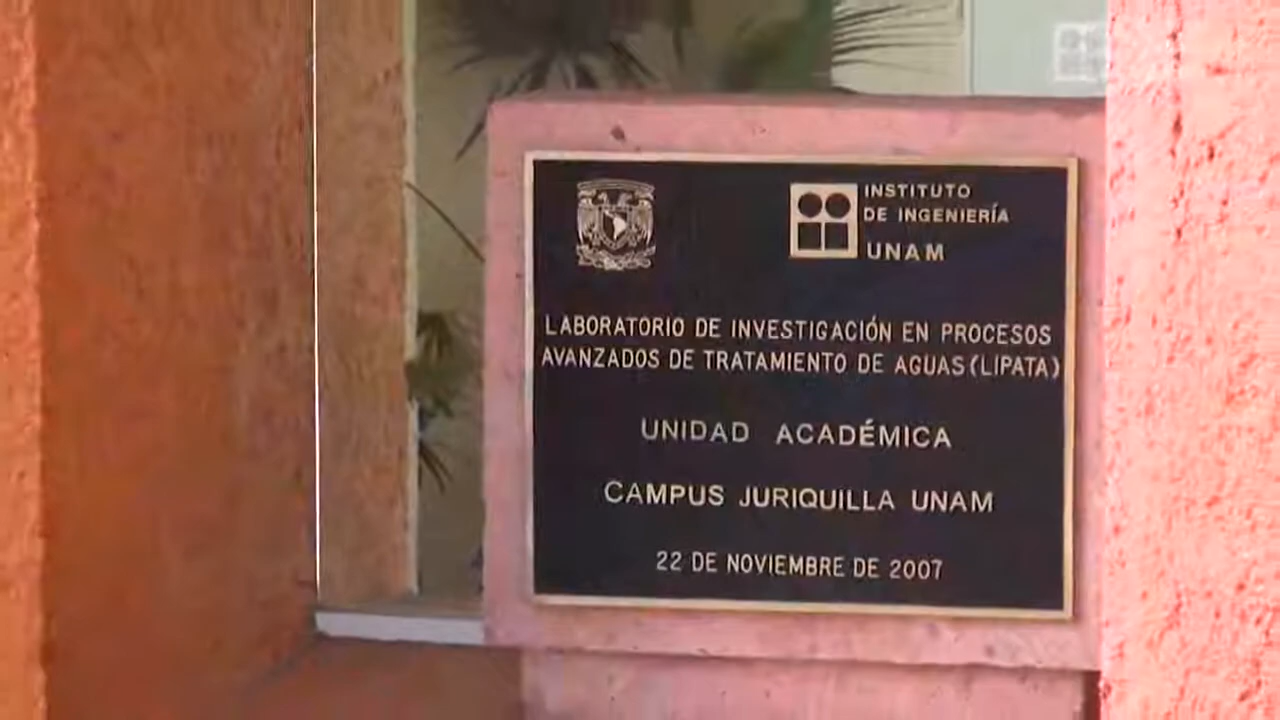 INSTITUTO
DE INGENIERÍA
UNAM
LABORATORIO DE INVESTIGACIÓN EN PROCESOS
AVANZADOS DE TRATAMIENTO DE AGUAS (LIPATA)
UNIDAD ACADÉMICA
CAMPUS JURIQUILLA UNAM
22 DE NOVIEMBRE DE 2007